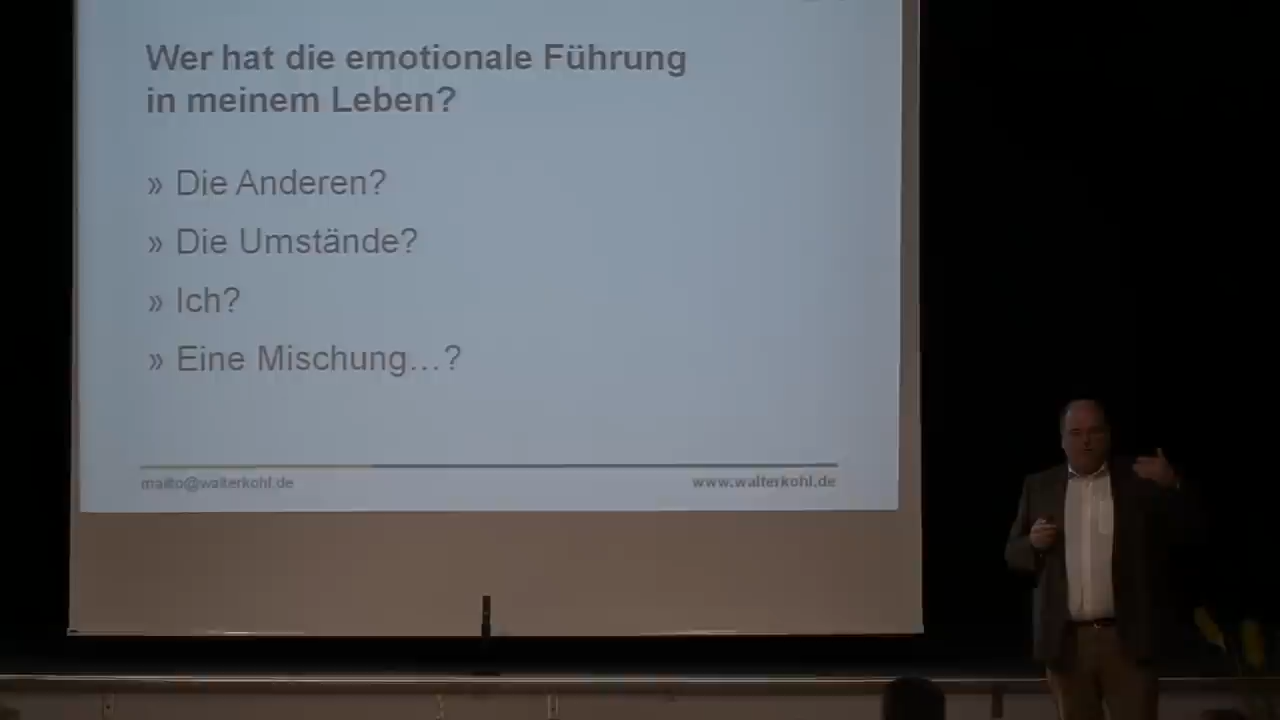 Wer hat die emotionale Führung
in meinem Leben?
» Die Anderen?
» Die Umstände?
» Ich?
» Eine Mischung…?
mailto@walterkohl.de
www.walterkohl.de